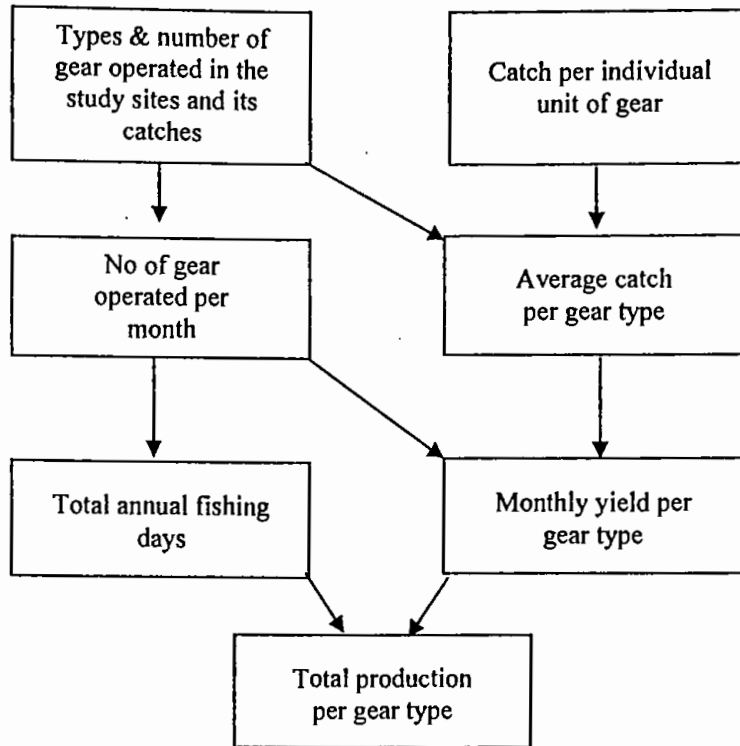 Types & number of
gear operated in the
study sites and its
catches
Catch per individual
unit of gear
No of gear
operated per
month
Average catch
per gear type
Total annual fishing
days
Monthly yield per
gear type
Total production
per gear type